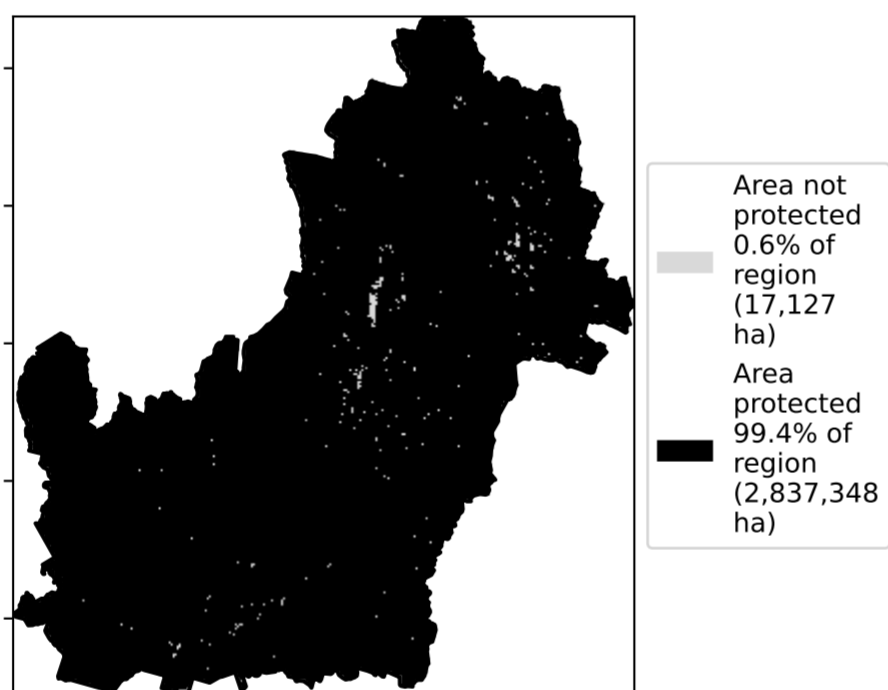 Area not
protected
0.6% of
region
(17,127
ha)
Area
protected
99.4% of
region
(2,837,348
ha)